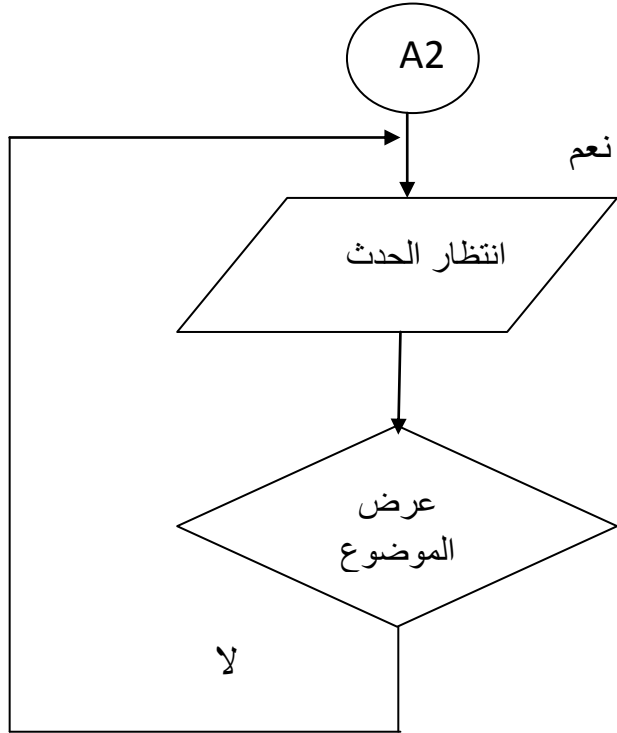 A2
نعم
انتظار الحدث
عرض
الموضوع
لا